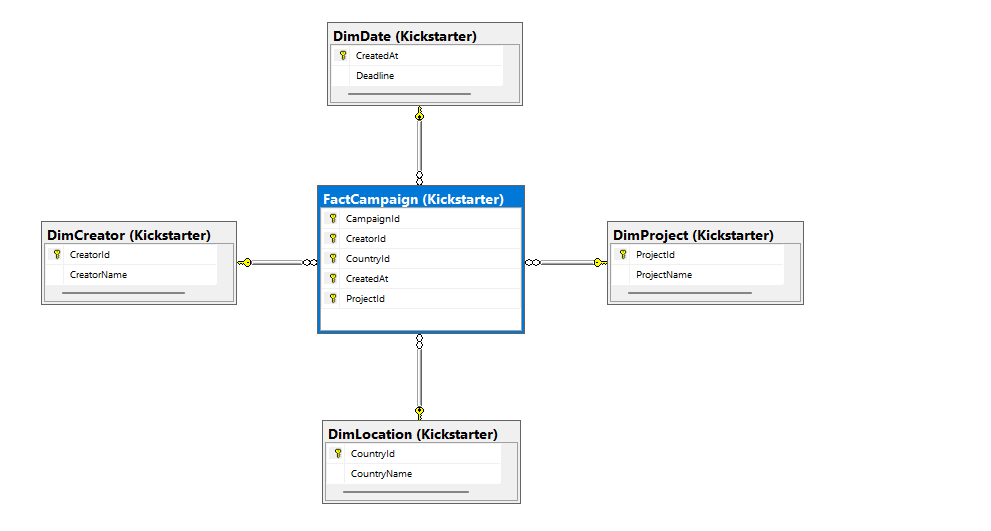 DimDate (Kickstarter)
CreatedAt
Deadline
FactCampaign (Kickstarter)
CampaignId
CreatorId
CountryId
CreatedAt
ProjectId
DimCreator (Kickstarter)
CreatorId
CreatorName
DimProject (Kickstarter)
ProjectId
ProjectName
DimLocation (Kickstarter)
CountryId
CountryName